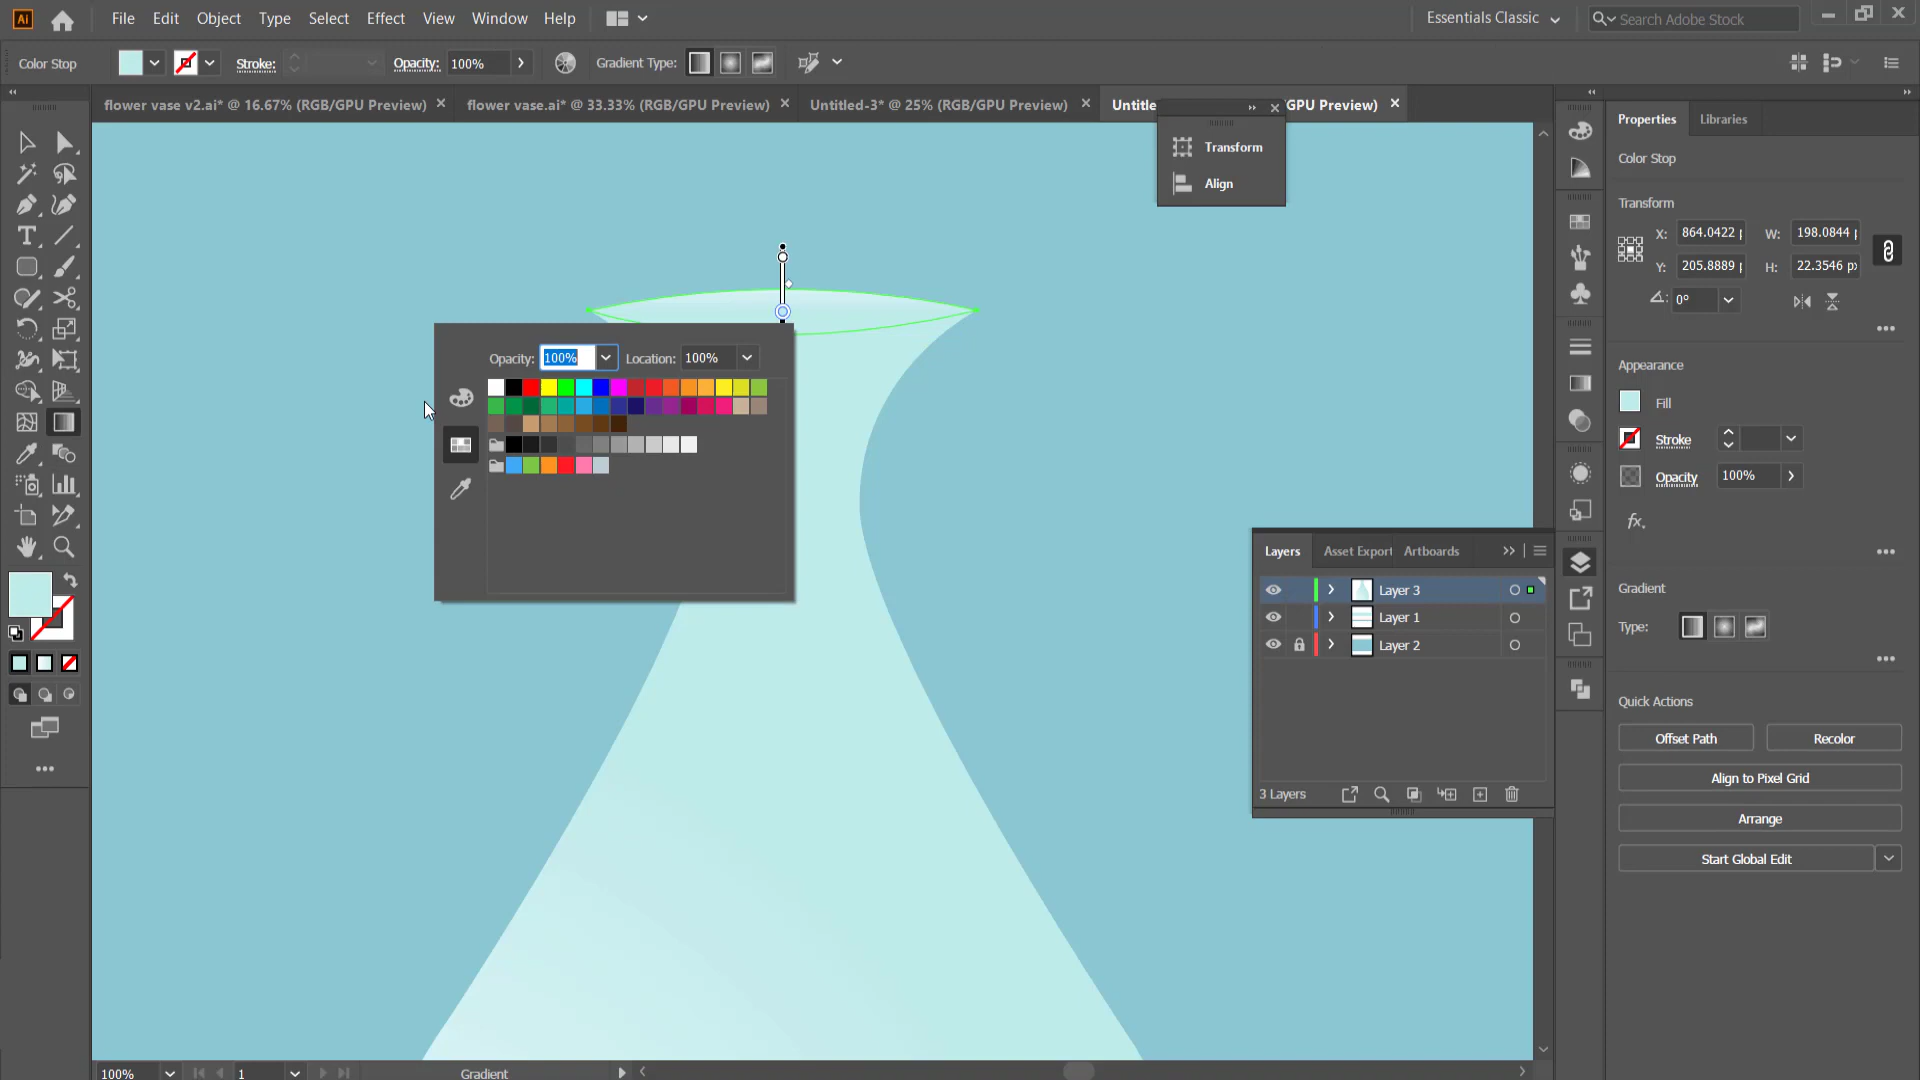 Ai File Edit Object Type Select Effect View Window Help Essentials Classic Search Adobe Stock
Color Stop Stroke: Opacity: 100% Gradient Type:
flower vase v2.ai* @ 16.67% (RGB/GPU Preview) × flower vase.ai* @ 33.33% (RGB/GPU Preview) × Untitled-3* @ 25% (RGB/GPU Preview) × Untitle GPU Preview) ×
Transform
Align
Opacity: 100% Location: 100%
Layers Asset Export Artboards
Layer 3
Layer 1
Layer 2
3 Layers
Properties Libraries
Color Stop
Transform
X: 864.0422 p W: 198.0844 p
Y: 205.8889 p H: 22.3546 px
0°
Appearance
Fill
Stroke
Opacity 100%
fx.
Gradient
Type:
Quick Actions
Offset Path Recolor
Align to Pixel Grid
Arrange
Start Global Edit
100% 1 Gradient